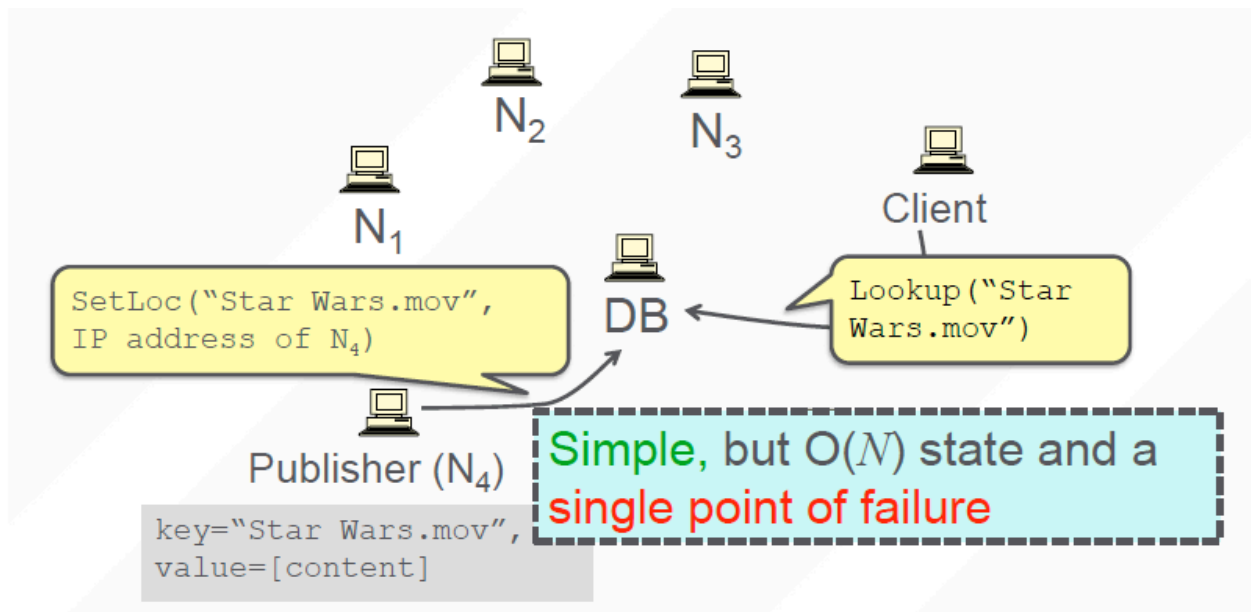 N₂
N₃
N₁
Client
SetLoc(“Star Wars.mov”,
IP address of N₄)
DB
Lookup(“Star
Wars.mov”)
Publisher (N₄)
key=“Star Wars.mov”,
value=[content]
Simple, but O(N) state and a
single point of failure